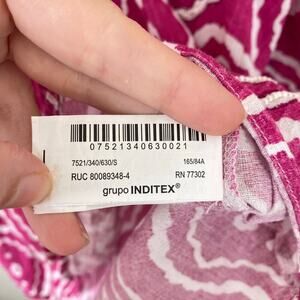 07521340630021
7521/340/630/S 165/84A
RUC 80089348-4 RN 77302
grupo INDITEX®